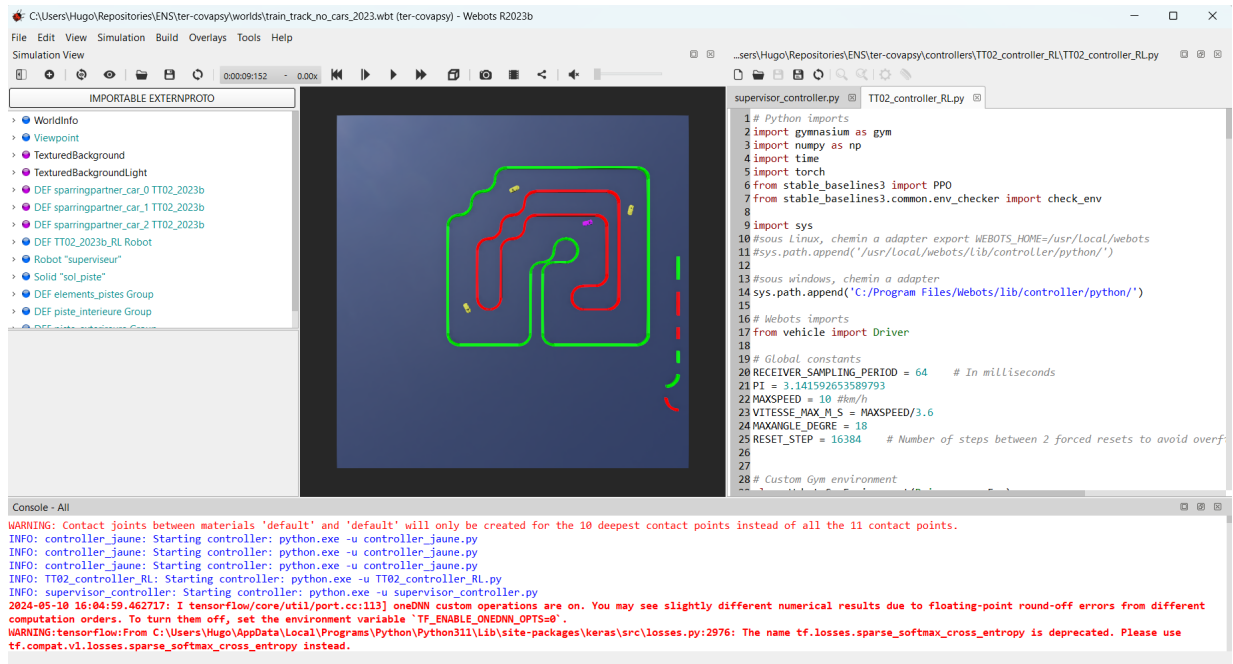 C:\Users\Hugo\Repositories\ENS\ter-covapsy\worlds\train_track_no_cars_2023.wbt (ter-covapsy) - Webots R2023b
File Edit View Simulation Build Overlays Tools Help
Simulation View
...sers\Hugo\Repositories\ENS\ter-covapsy\controllers\TT02_controller_RL\TT02_controller_RL.py
0:00:09:152 - 0.00x
IMPORTABLE EXTERNPROTO
WorldInfo
Viewpoint
TexturedBackground
TexturedBackgroundLight
DEF sparringpartner_car_0 TT02_2023b
DEF sparringpartner_car_1 TT02_2023b
DEF sparringpartner_car_2 TT02_2023b
DEF TT02_2023b_RL Robot
Robot "superviseur"
Solid "sol_piste"
DEF elements_pistes Group
DEF piste_interieure Group
supervisor_controller.py TT02_controller_RL.py
1 # Python imports
2 import gymnasium as gym
3 import numpy as np
4 import time
5 import torch
6 from stable_baselines3 import PPO
7 from stable_baselines3.common.env_checker import check_env
8
9 import sys
10 #sous Linux, chemin a adapter export WEBOTS_HOME=/usr/local/webots
11 #sys.path.append('/usr/local/webots/lib/controller/python/')
12
13 #sous windows, chemin a adapter
14 sys.path.append('C:/Program Files/Webots/lib/controller/python/')
15
16 # Webots imports
17 from vehicle import Driver
18
19 # Global constants
20 RECEIVER_SAMPLING_PERIOD = 64 # In milliseconds
21 PI = 3.141592653589793
22 MAXSPEED = 10 #km/h
23 VITESSE_MAX_M_S = MAXSPEED/3.6
24 MAXANGLE_DEGRE = 18
25 RESET_STEP = 16384 # Number of steps between 2 forced resets to avoid overf
26
27
28 # Custom Gym environment
Console - All
WARNING: Contact joints between materials 'default' and 'default' will only be created for the 10 deepest contact points instead of all the 11 contact points.
INFO: controller_jaune: Starting controller: python.exe -u controller_jaune.py
INFO: controller_jaune: Starting controller: python.exe -u controller_jaune.py
INFO: controller_jaune: Starting controller: python.exe -u controller_jaune.py
INFO: TT02_controller_RL: Starting controller: python.exe -u TT02_controller_RL.py
INFO: supervisor_controller: Starting controller: python.exe -u supervisor_controller.py
2024-05-10 16:04:59.462717: I tensorflow/core/util/port.cc:113] oneDNN custom operations are on. You may see slightly different numerical results due to floating-point round-off errors from different
computation orders. To turn them off, set the environment variable `TF_ENABLE_ONEDNN_OPTS=0`.
WARNING:tensorflow:From C:\Users\Hugo\AppData\Local\Programs\Python\Python311\Lib\site-packages\keras\src\losses.py:2976: The name tf.losses.sparse_softmax_cross_entropy is deprecated. Please use
tf.compat.v1.losses.sparse_softmax_cross_entropy instead.